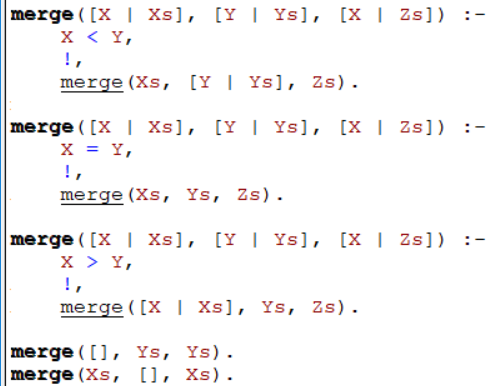 merge([X | Xs], [Y | Ys], [X | Zs]) :-
    X < Y,
    !,
    merge(Xs, [Y | Ys], Zs).
merge([X | Xs], [Y | Ys], [X | Zs]) :-
    X = Y,
    !,
    merge(Xs, Ys, Zs).
merge([X | Xs], [Y | Ys], [X | Zs]) :-
    X > Y,
    !,
    merge([X | Xs], Ys, Zs).
merge([], Ys, Ys).
merge(Xs, [], Xs).